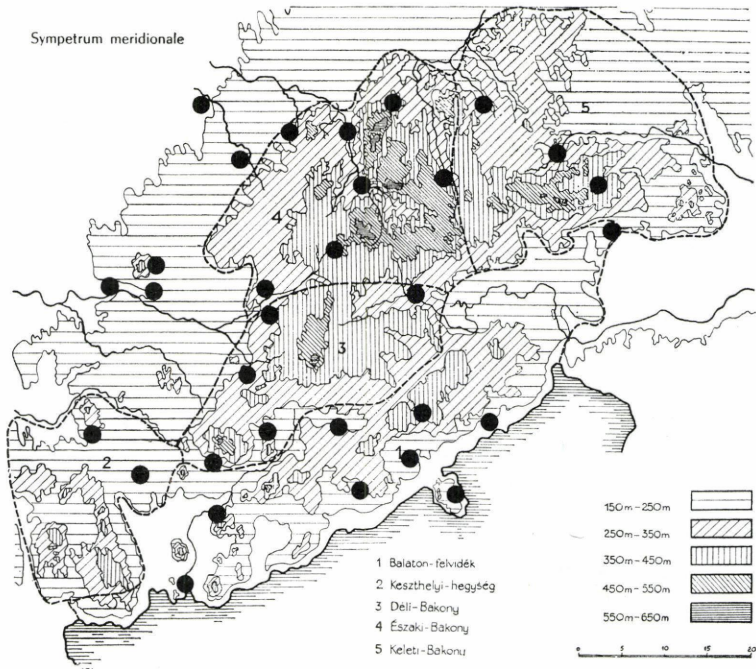 Sympetrum meridionale
5
4
3
2
1
1 Balaton-felvidék
2 Keszthelyi-hegység
3 Déli-Bakony
4 Északi-Bakony
5 Keleti-Bakony
150m-250m
250m-350m
350m-450m
450m-550m
550m-650m
0 5 10 15 20